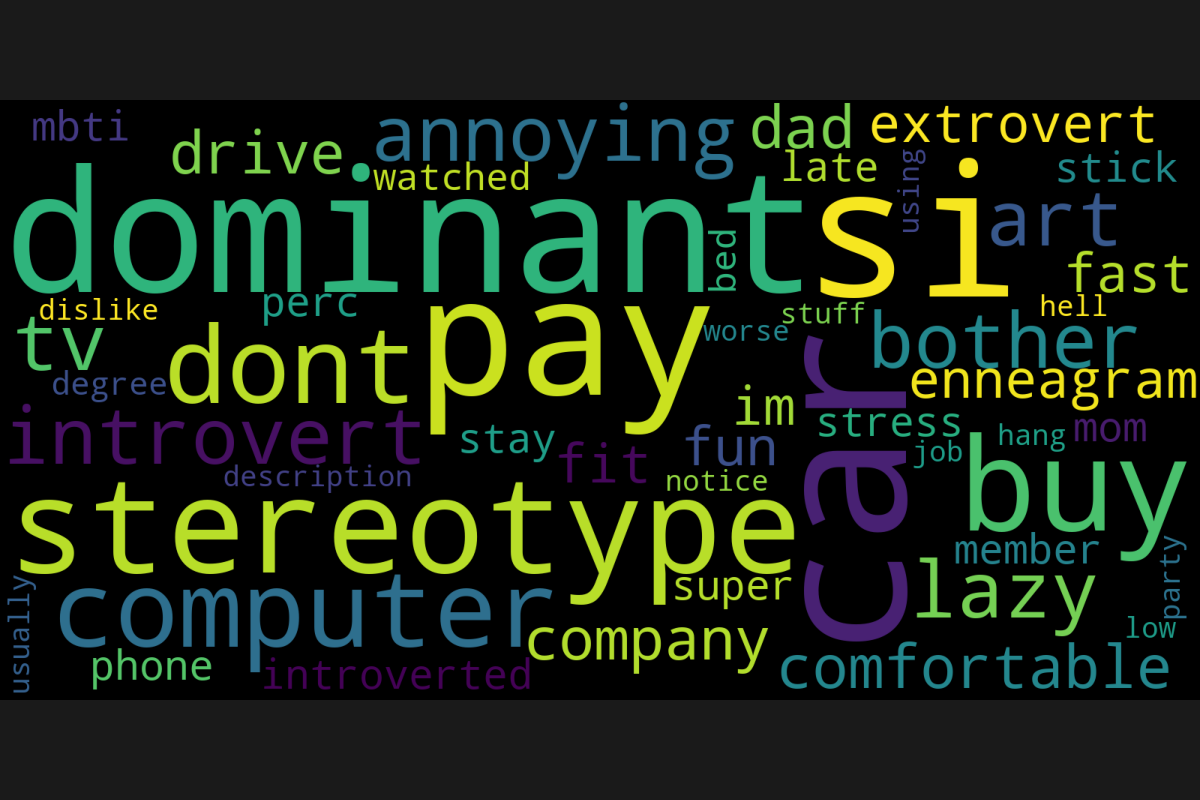 mbti
drive
annoying
dad
extrovert
watched
late
using
stick
dominant
si
art
bed
fast
dislike
perc
stuff
hell
tv
dont
pay
worse
bother
degree
enneagram
im
car
introvert
stay
fit
fun
stress
job
hang
mom
description
notice
buy
stereotype
member
party
usually
computer
super
lazy
company
low
phone
introverted
comfortable